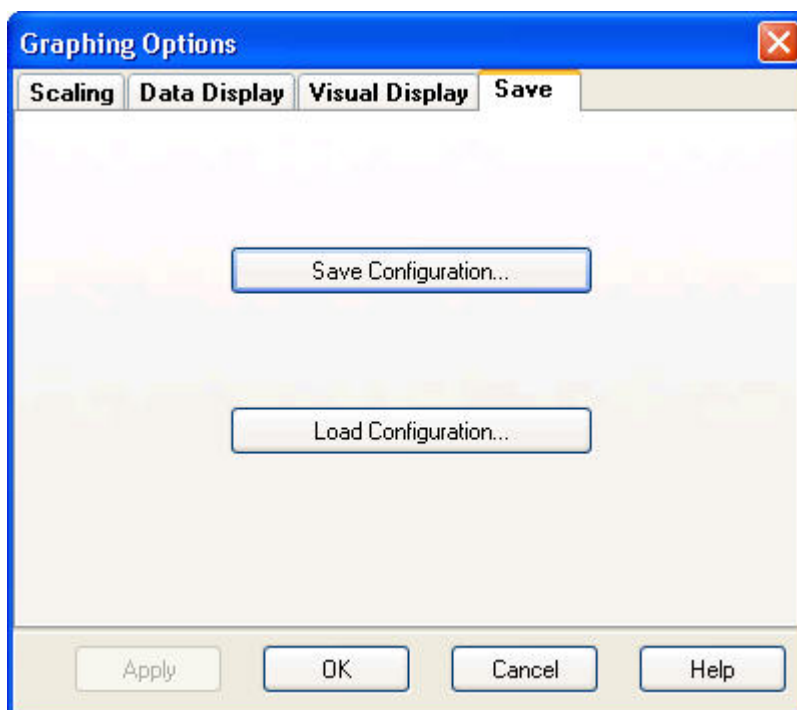 Graphing Options
Scaling Data Display Visual Display Save
Save Configuration...
Load Configuration...
Apply OK Cancel Help